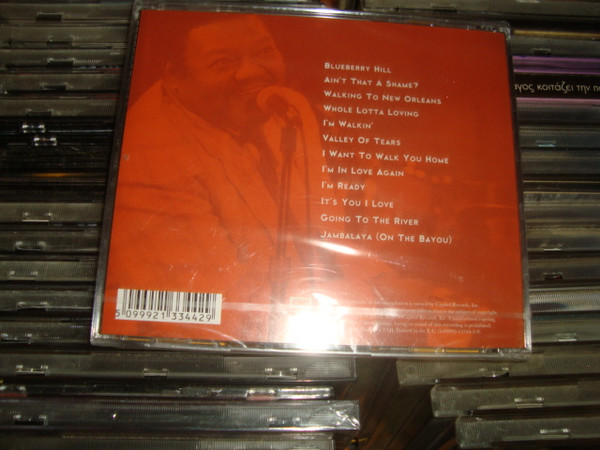 Blueberry Hill
Ain't That A Shame?
Walking To New Orleans
Whole Lotta Loving
I'm Walkin'
Valley Of Tears
I Want To Walk You Home
I'm In Love Again
I'm Ready
It's You I Love
Going To The River
Jambalaya (On The Bayou)
κοιτάζει την
5 099921 334429